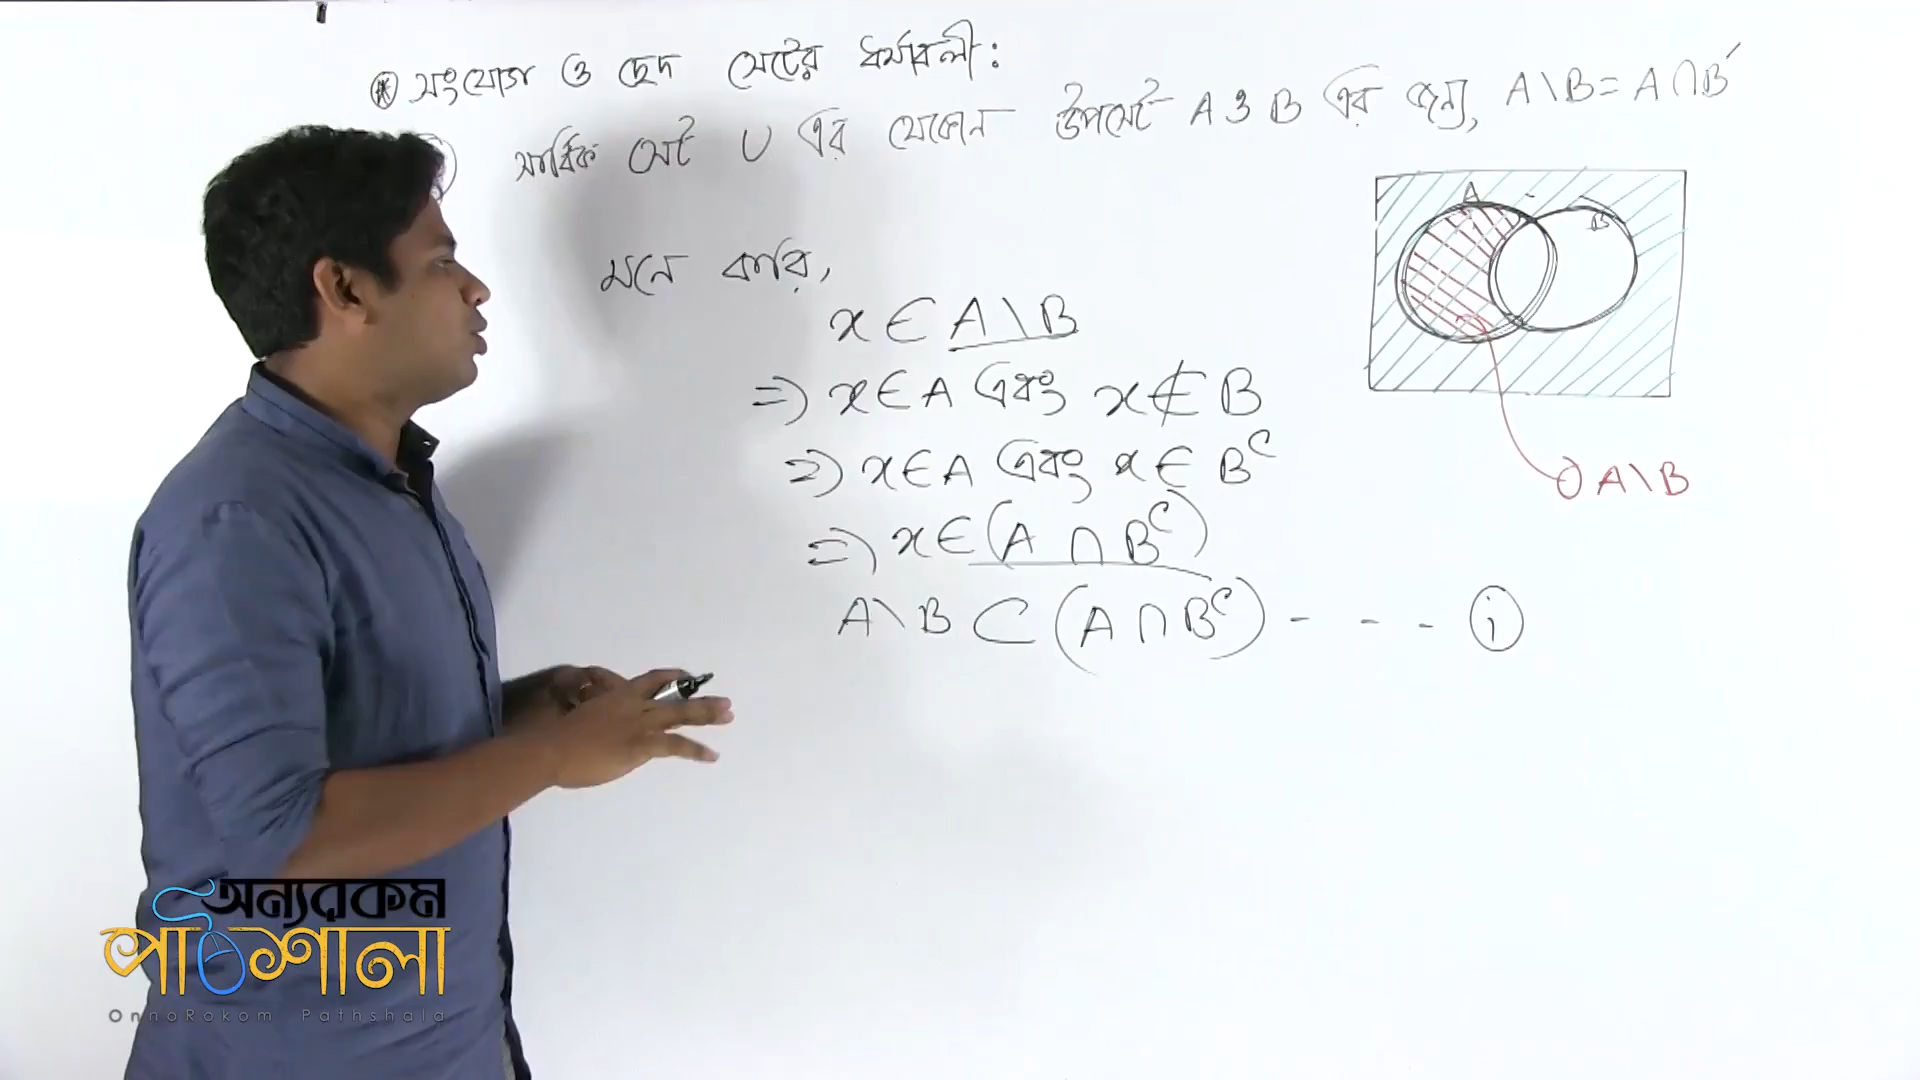 * সংযোগ ও ছেদ সেটের ধর্মাবলী :
সার্বিক সেট U এর যেকোন উপসেট A ও B এর জন্য, A\B = A∩B′
মনে করি,
x ∈ A\B
⇒) x∈A এবং x∉B
⇒) x∈A এবং x∈B^c
⇒) x∈(A ∩ B^c)
A\B ⊂ (A ∩ B^c) - - - - (i)
A
B
A\B
অন্যরকম
পাঠশালা
OnnoRokom Pathshala